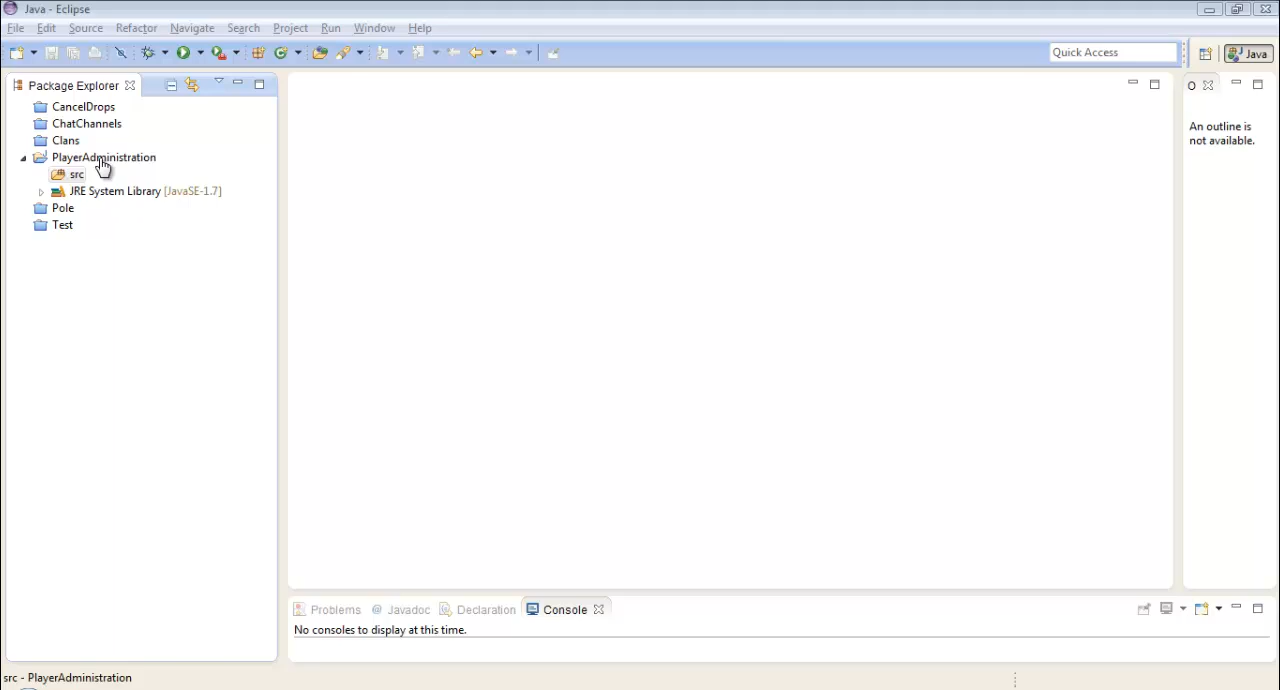 Java - Eclipse
File Edit Source Refactor Navigate Search Project Run Window Help
Quick Access
Java
Package Explorer
CancelDrops
ChatChannels
Clans
PlayerAdministration
src
JRE System Library [JavaSE-1.7]
Pole
Test
O
An outline is
not available.
Problems @ Javadoc Declaration Console
No consoles to display at this time.
src - PlayerAdministration